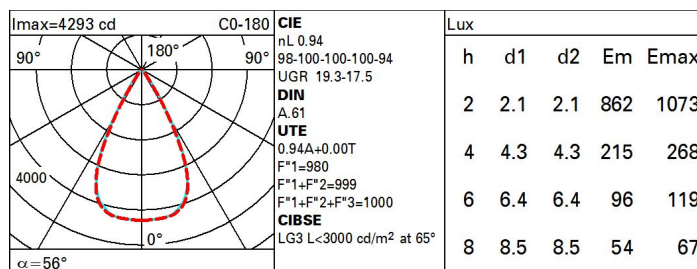 Imax=4293 cd C0-180
90° 180° 90°
4000
0°
α=56°
CIE
nL 0.94
98-100-100-100-94
UGR 19.3-17.5
DIN
A.61
UTE
0.94A+0.00T
F"1=980
F"1+F"2=999
F"1+F"2+F"3=1000
CIBSE
LG3 L<3000 cd/m² at 65°
Lux
h d1 d2 Em Emax
2 2.1 2.1 862 1073
4 4.3 4.3 215 268
6 6.4 6.4 96 119
8 8.5 8.5 54 67